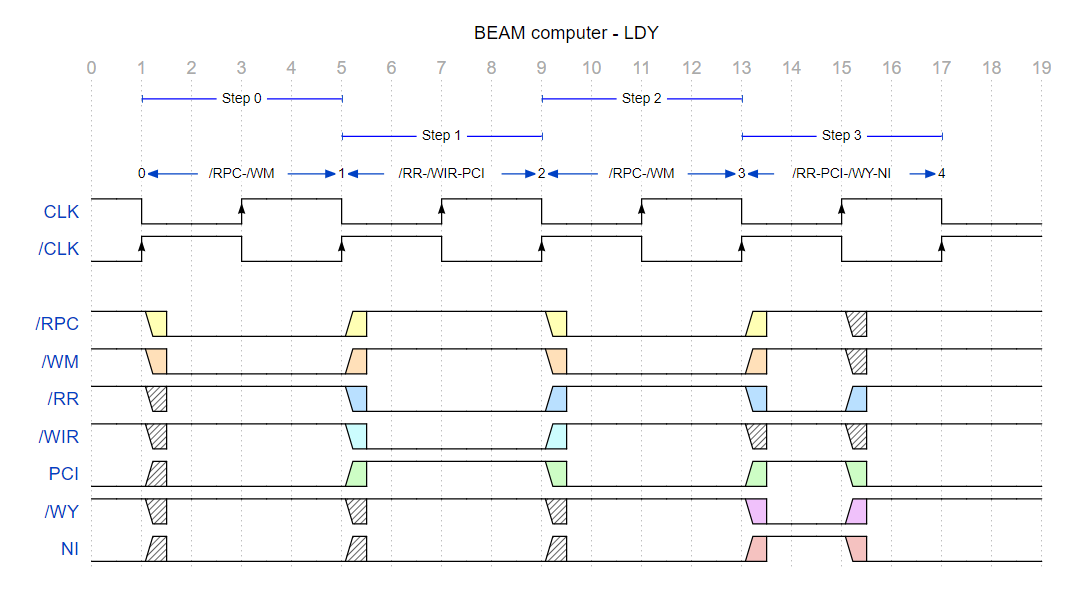 BEAM computer - LDY
0 1 2 3 4 5 6 7 8 9 10 11 12 13 14 15 16 17 18 19
Step 0
Step 2
Step 1
Step 3
0 /RPC-/WM 1 /RR-/WIR-PCI 2 /RPC-/WM 3 /RR-PCI-/WY-NI 4
CLK
/CLK
/RPC
/WM
/RR
/WIR
PCI
/WY
NI